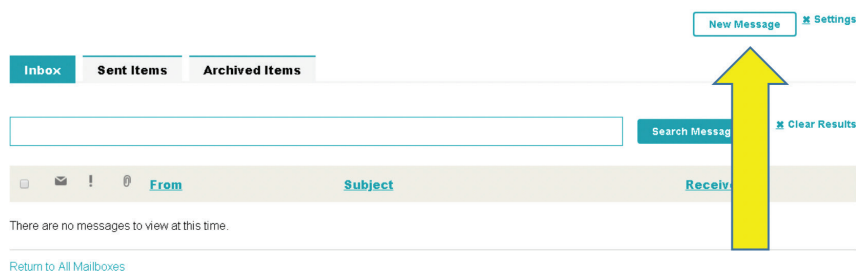 New Message
Settings
Inbox Sent Items Archived Items
Search Messag
Clear Results
From Subject Receive
There are no messages to view at this time.
Return to All Mailboxes